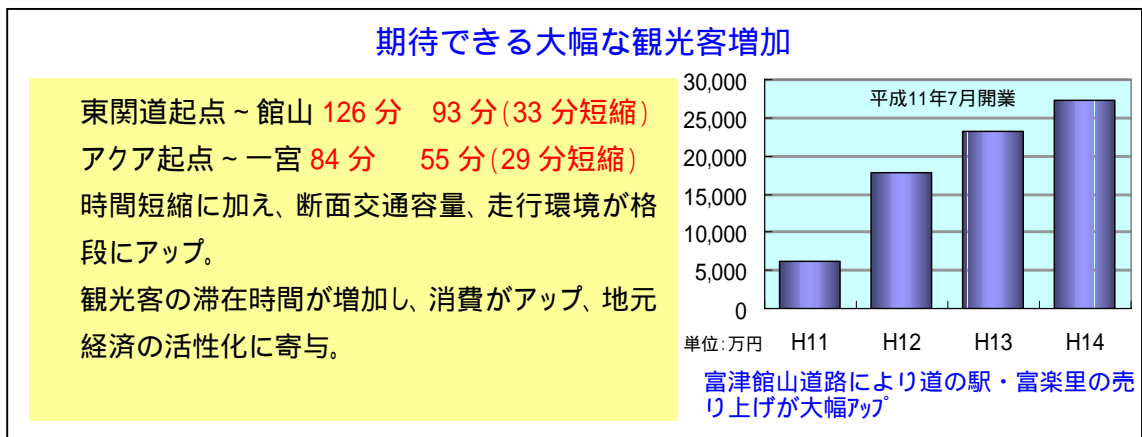 期待できる大幅な観光客増加
東関道起点~館山 126 分 93 分(33 分短縮)
アクア起点~一宮 84 分 55 分(29 分短縮)
時間短縮に加え、断面交通容量、走行環境が格
段にアップ。
観光客の滞在時間が増加し、消費がアップ、地元
経済の活性化に寄与。
平成11年7月開業
30,000
25,000
20,000
15,000
10,000
5,000
0
単位:万円 H11 H12 H13 H14
富津館山道路により道の駅・富楽里の売
り上げが大幅アップ